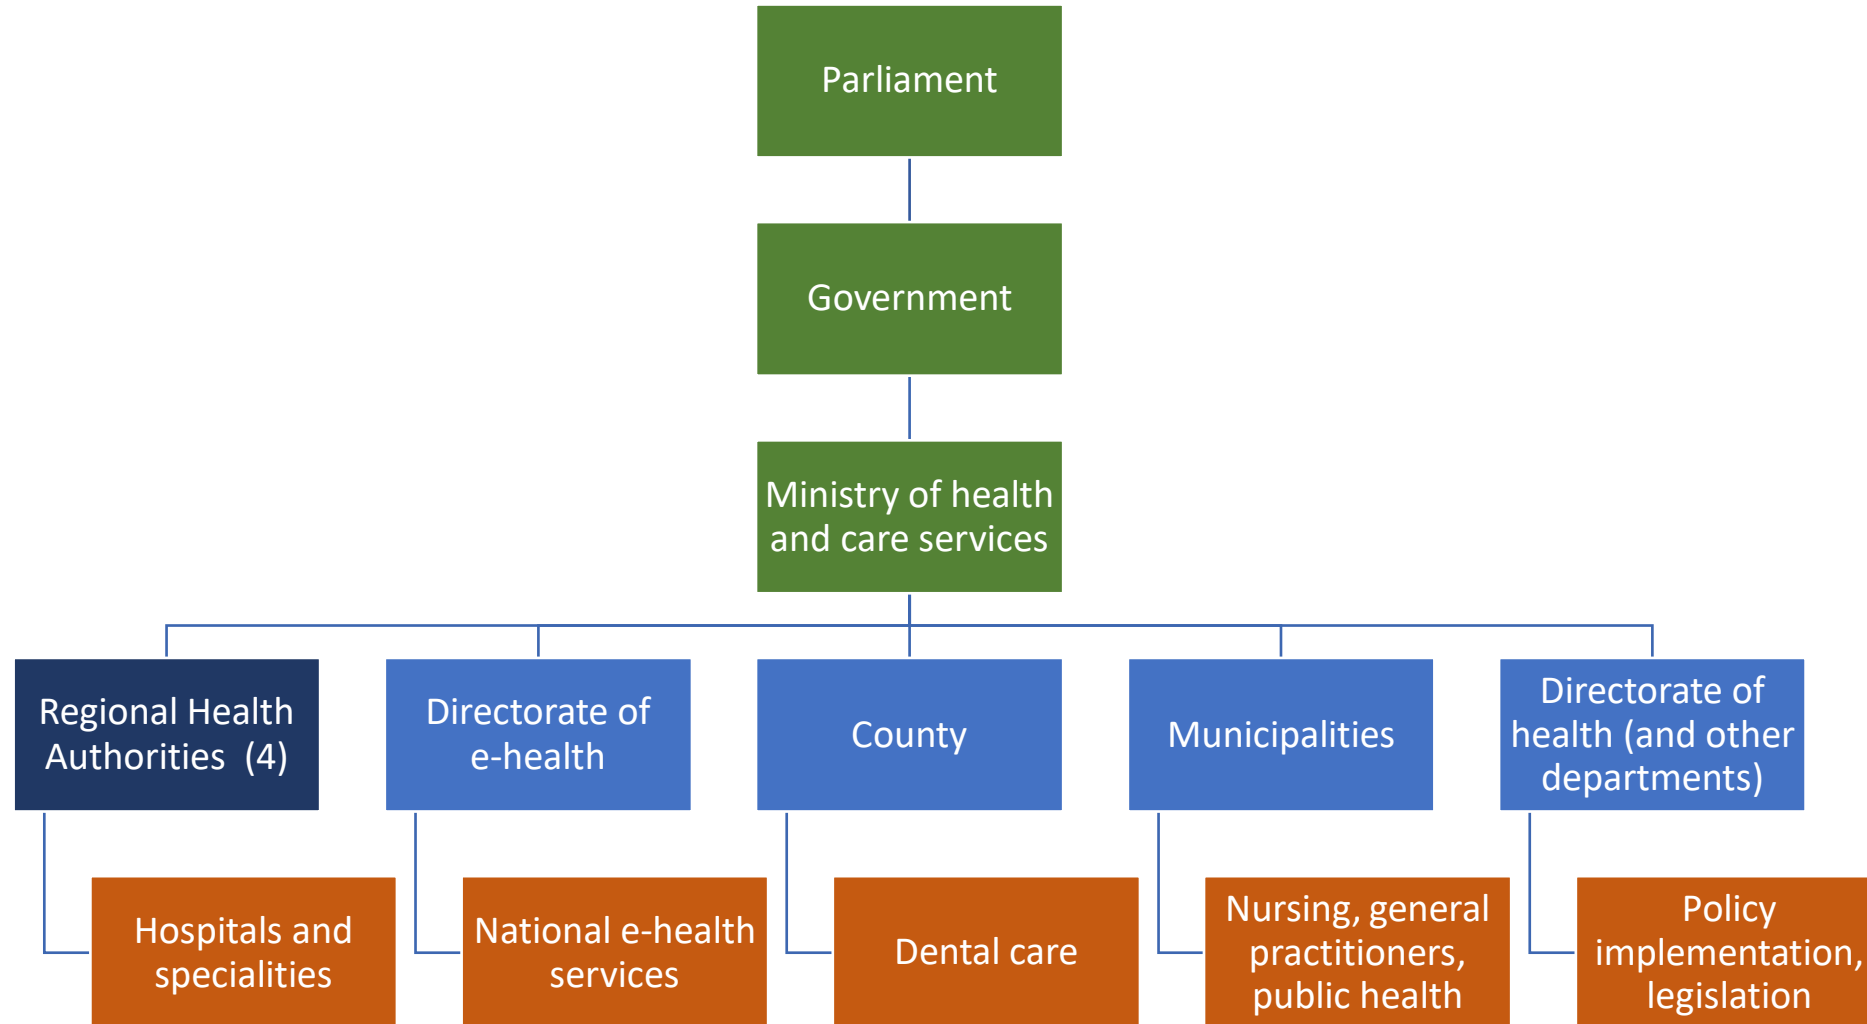 Parliament
Government
Ministry of health
and care services
Regional Health
Authorities  (4)
Directorate of
e-health
County
Municipalities
Directorate of
health (and other
departments)
Hospitals and
specialities
National e-health
services
Dental care
Nursing, general
practitioners,
public health
Policy
implementation,
legislation